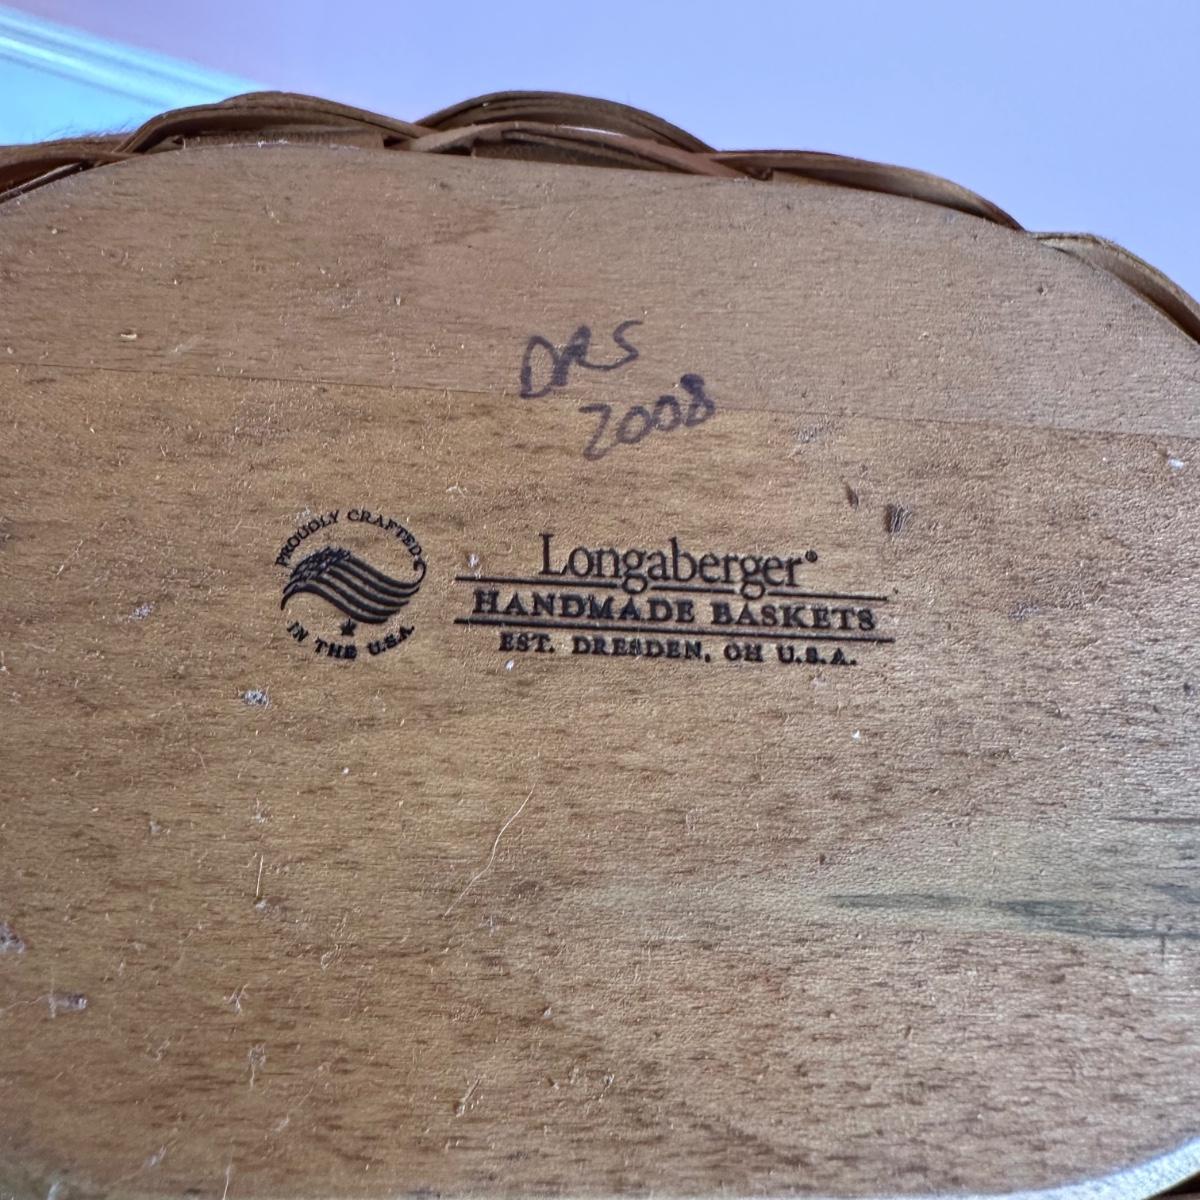 DRS
2008
PROUDLY CRAFTED
IN THE U.S.A.
Longaberger®
HANDMADE BASKETS
EST. DRESDEN, OH U.S.A.